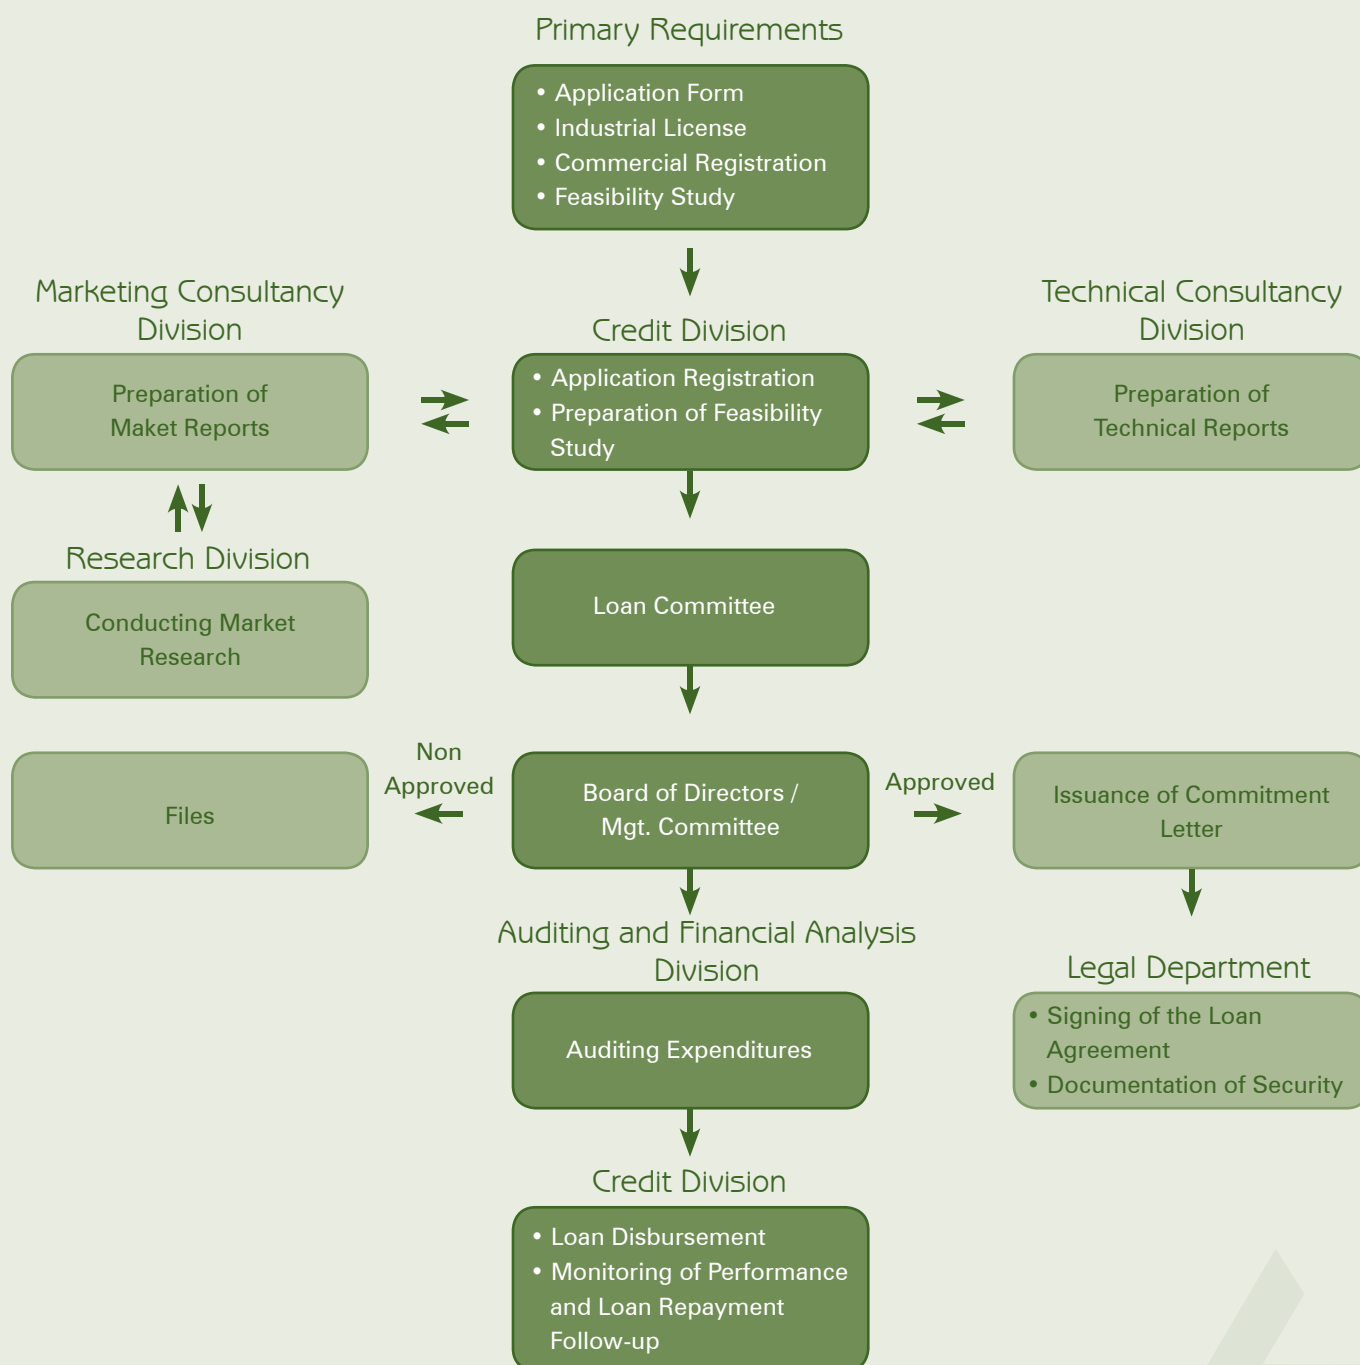 Primary Requirements
• Application Form
• Industrial License
• Commercial Registration
• Feasibility Study
Marketing Consultancy
Division
Preparation of
Maket Reports
Credit Division
• Application Registration
• Preparation of Feasibility
Study
Technical Consultancy
Division
Preparation of
Technical Reports
Research Division
Conducting Market
Research
Loan Committee
Files
Non
Approved
Board of Directors /
Mgt. Committee
Approved
Issuance of Commitment
Letter
Auditing and Financial Analysis
Division
Auditing Expenditures
Legal Department
• Signing of the Loan
Agreement
• Documentation of Security
Credit Division
• Loan Disbursement
• Monitoring of Performance
and Loan Repayment
Follow-up